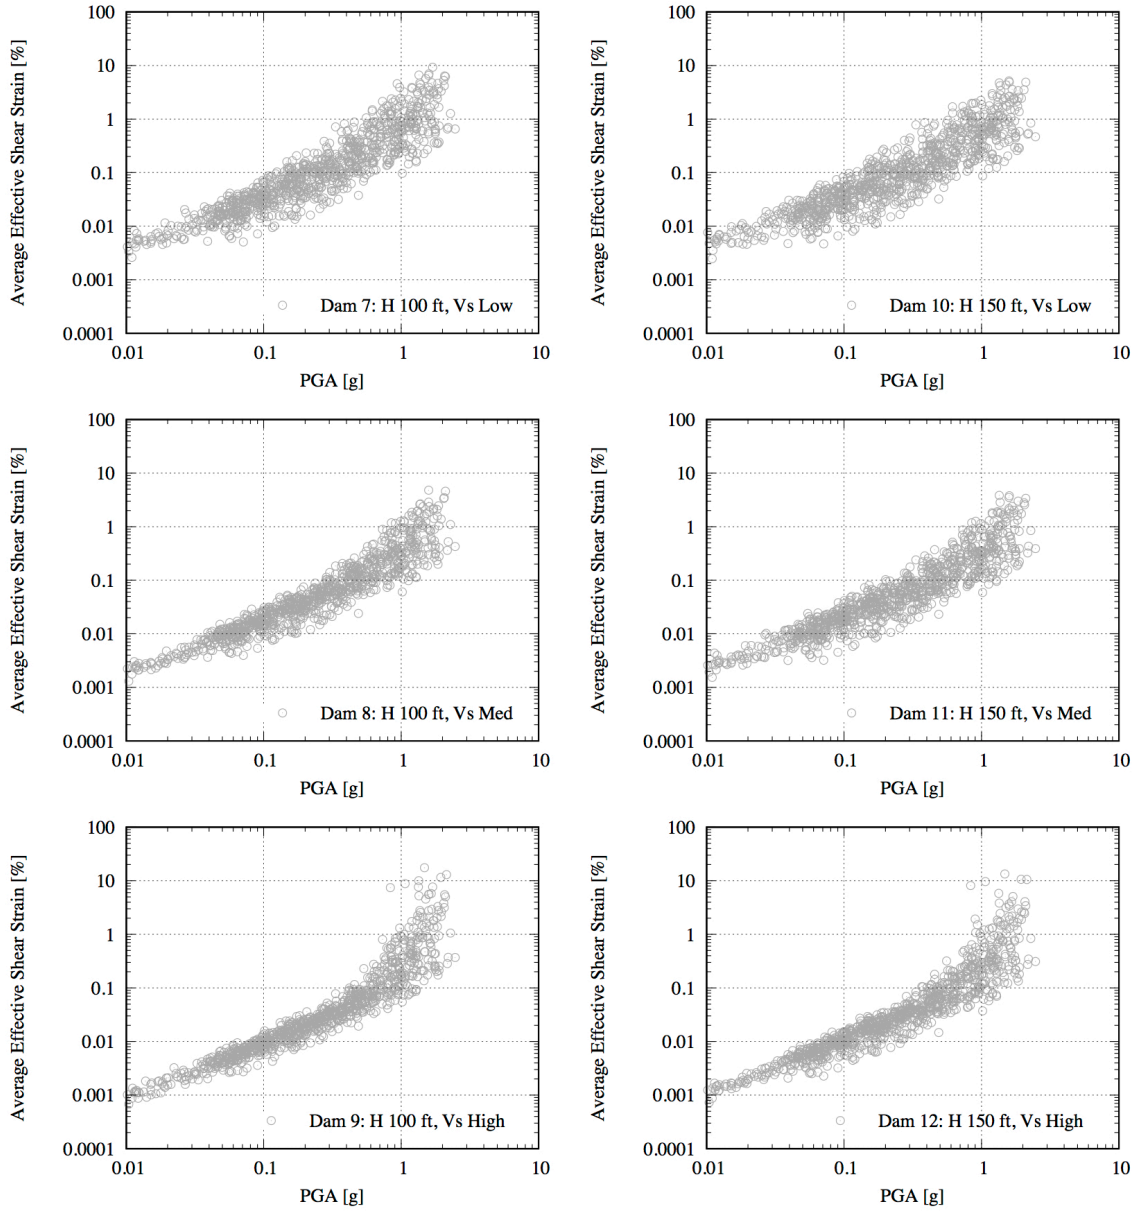 100
10
1
0.1
0.01
0.001
0.0001
Average Effective Shear Strain [%]
Dam 7: H 100 ft, Vs Low
0.01 0.1 1 10
PGA [g]
100
10
1
0.1
0.01
0.001
0.0001
Average Effective Shear Strain [%]
Dam 10: H 150 ft, Vs Low
0.01 0.1 1 10
PGA [g]
100
10
1
0.1
0.01
0.001
0.0001
Average Effective Shear Strain [%]
Dam 8: H 100 ft, Vs Med
0.01 0.1 1 10
PGA [g]
100
10
1
0.1
0.01
0.001
0.0001
Average Effective Shear Strain [%]
Dam 11: H 150 ft, Vs Med
0.01 0.1 1 10
PGA [g]
100
10
1
0.1
0.01
0.001
0.0001
Average Effective Shear Strain [%]
Dam 9: H 100 ft, Vs High
0.01 0.1 1 10
PGA [g]
100
10
1
0.1
0.01
0.001
0.0001
Average Effective Shear Strain [%]
Dam 12: H 150 ft, Vs High
0.01 0.1 1 10
PGA [g]